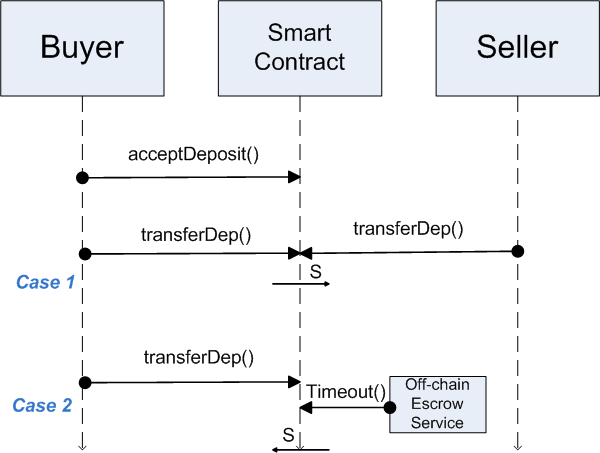 Buyer
Smart
Contract
Seller
acceptDeposit()
transferDep()
transferDep()
Case 1
S
transferDep()
Timeout()
Off-chain
Escrow
Service
Case 2
S